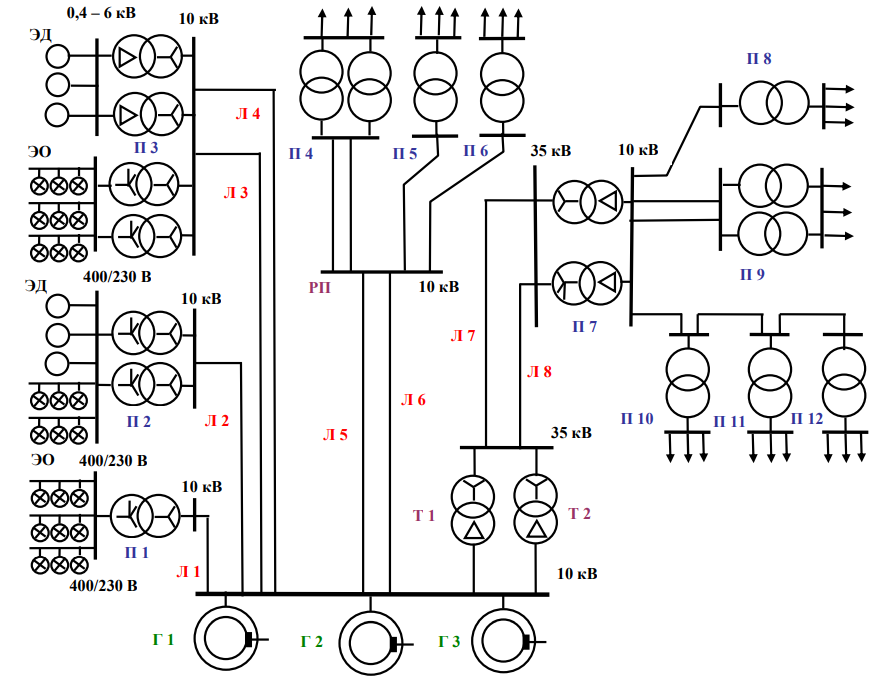 0,4 – 6 кВ
10 кВ
ЭД
П 3
Л 4
ЭО
Л 3
400/230 В
П 4
П 5
П 6
35 кВ
10 кВ
П 8
П 9
РП
10 кВ
П 7
ЭД
10 кВ
П 2
Л 2
ЭО
400/230 В
Л 7
Л 8
Л 6
Л 5
П 10
П 11
П 12
35 кВ
10 кВ
Т 1
Т 2
П 1
Л 1
400/230 В
10 кВ
Г 1
Г 2
Г 3